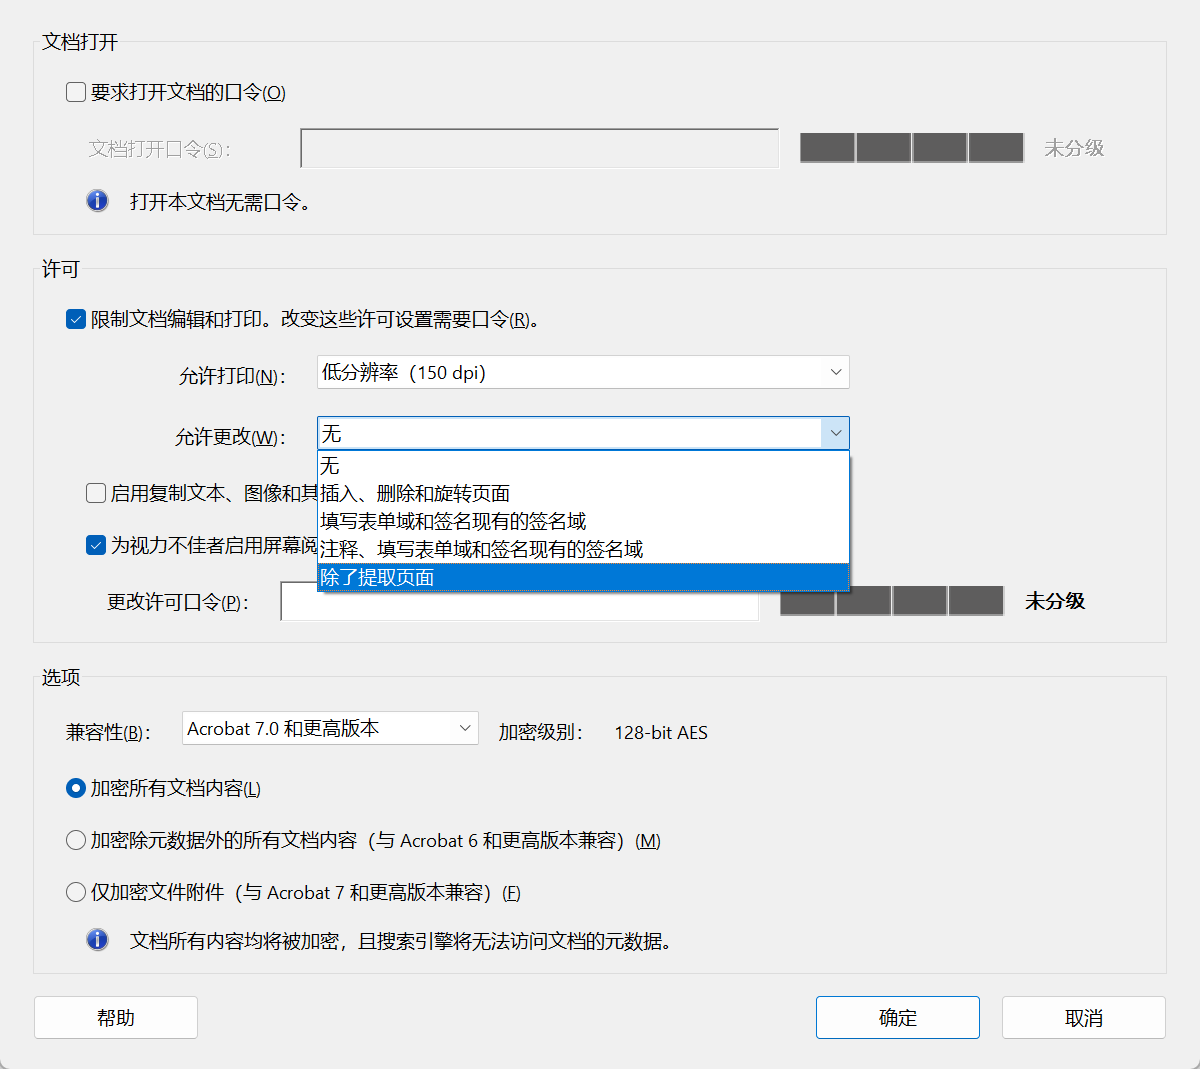 文档打开
要求打开文档的口令(O)
文档打开口令(S): 未分级
打开本文档无需口令。
许可
限制文档编辑和打印。改变这些许可设置需要口令(R)。
允许打印(N): 低分辨率（150 dpi）
允许更改(W): 无
无
启用复制文本、图像和其 插入、删除和旋转页面
填写表单域和签名现有的签名域
为视力不佳者启用屏幕阅 注释、填写表单域和签名现有的签名域
除了提取页面
更改许可口令(P): 未分级
选项
兼容性(B): Acrobat 7.0 和更高版本 加密级别: 128-bit AES
加密所有文档内容(L)
加密除元数据外的所有文档内容（与 Acrobat 6 和更高版本兼容）(M)
仅加密文件附件（与 Acrobat 7 和更高版本兼容）(F)
文档所有内容均将被加密，且搜索引擎将无法访问文档的元数据。
帮助 确定 取消